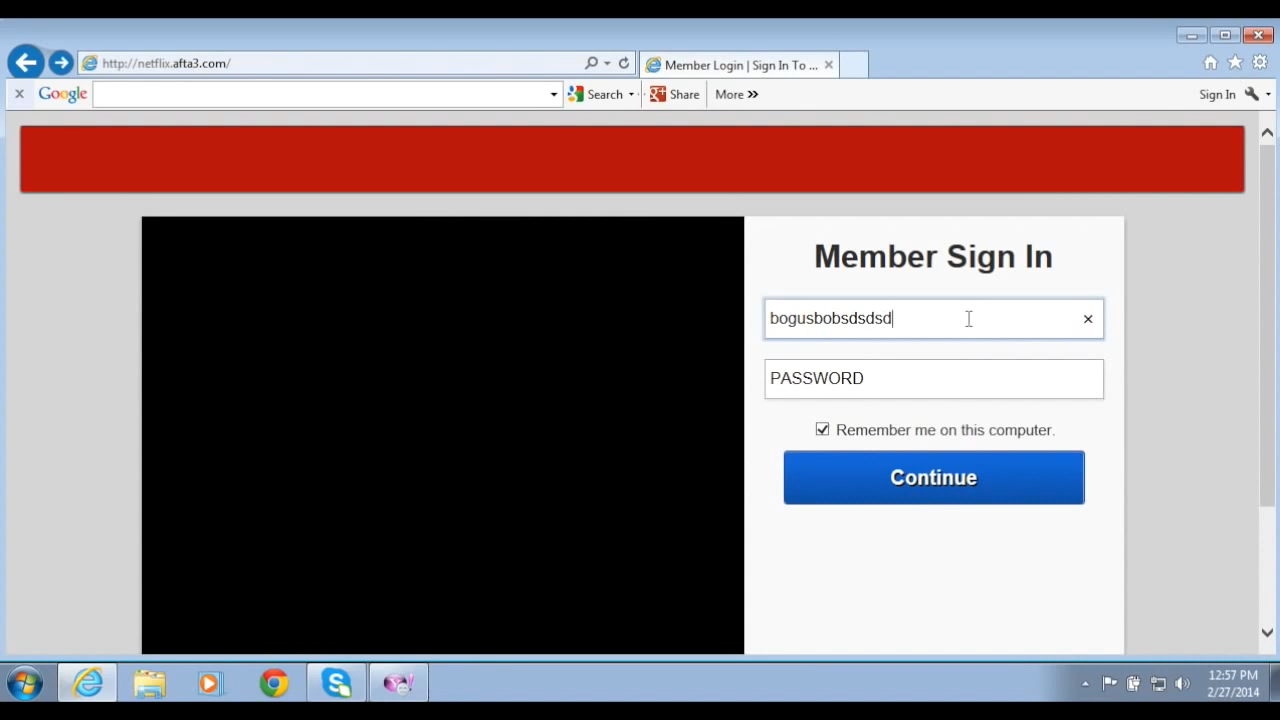 http://netflix.afta3.com/
Member Login | Sign In To ...
Google
Search
Share
More »
Sign In
Member Sign In
bogusbobsdsdsd
PASSWORD
Remember me on this computer.
Continue
12:57 PM
2/27/2014